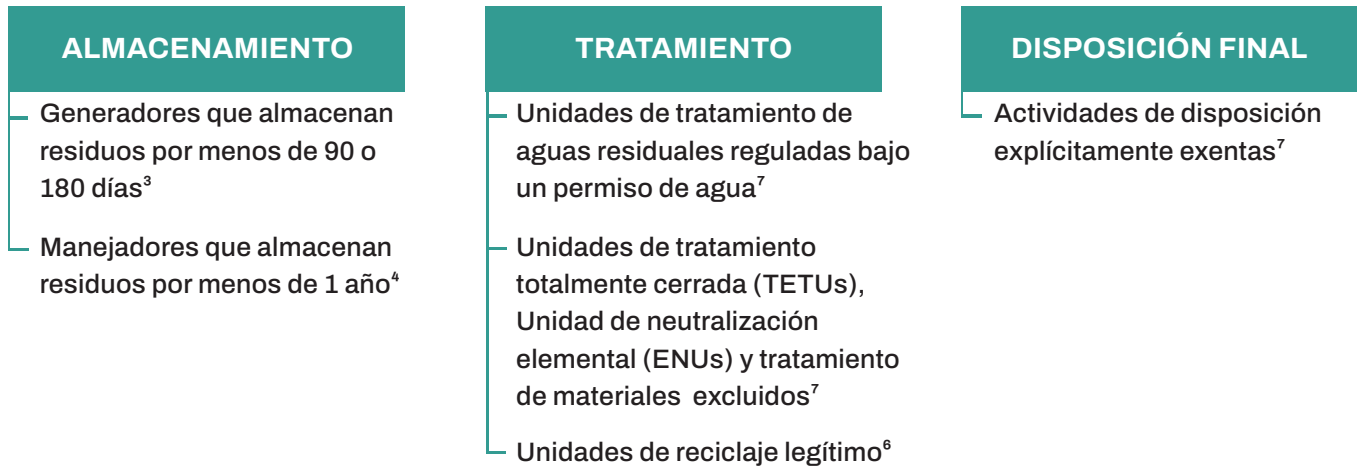 ALMACENAMIENTO
Generadores que almacenan
residuos por menos de 90 o
180 días³
Manejadores que almacenan
residuos por menos de 1 año⁴
TRATAMIENTO
Unidades de tratamiento de
aguas residuales reguladas bajo
un permiso de agua⁷
Unidades de tratamiento
totalmente cerrada (TETUs),
Unidad de neutralización
elemental (ENUs) y tratamiento
de materiales excluidos⁷
Unidades de reciclaje legítimo⁶
DISPOSICIÓN FINAL
Actividades de disposición
explícitamente exentas⁷